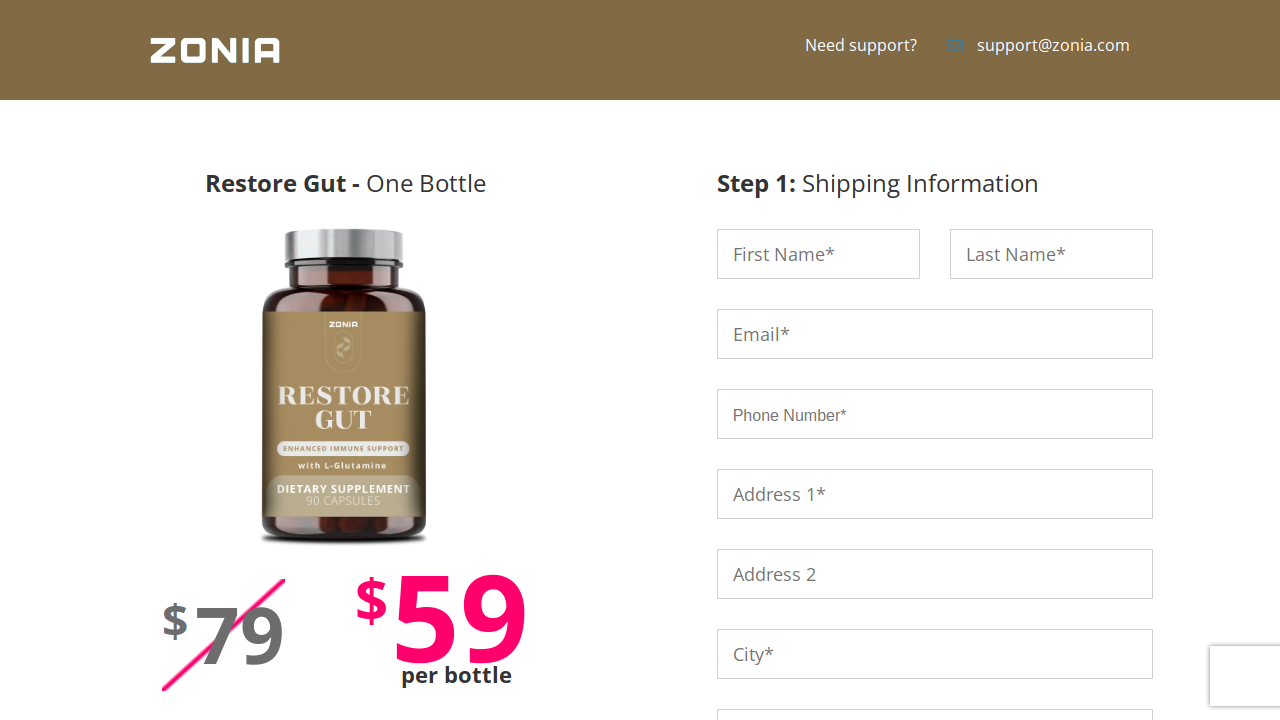 ZONIA
Need support?
support@zonia.com
Restore Gut - One Bottle
ZONIA
RESTORE
GUT
ENHANCED IMMUNE SUPPORT
with L-Glutamine
DIETARY SUPPLEMENT
90 CAPSULES
$79
$59
per bottle
Step 1: Shipping Information
First Name*
Last Name*
Email*
Phone Number*
Address 1*
Address 2
City*